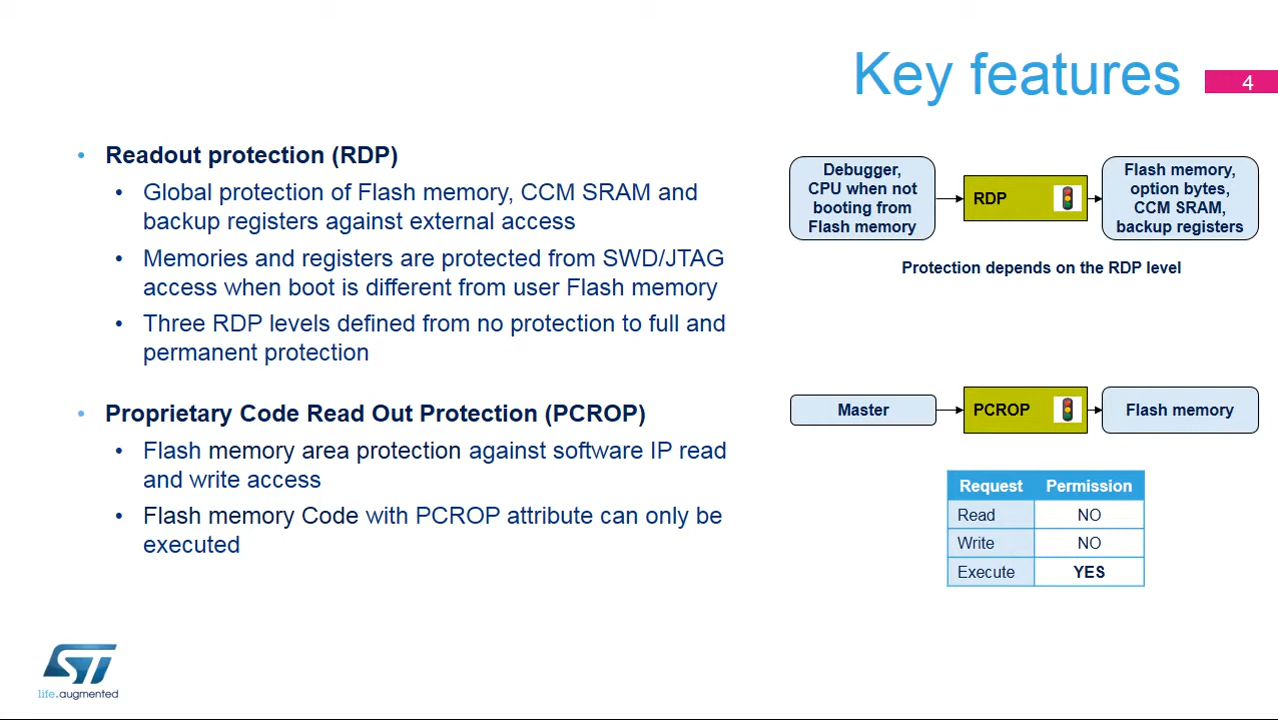 Key features
4
• Readout protection (RDP)
• Global protection of Flash memory, CCM SRAM and
backup registers against external access
• Memories and registers are protected from SWD/JTAG
access when boot is different from user Flash memory
• Three RDP levels defined from no protection to full and
permanent protection
• Proprietary Code Read Out Protection (PCROP)
• Flash memory area protection against software IP read
and write access
• Flash memory Code with PCROP attribute can only be
executed
Debugger,
CPU when not
booting from
Flash memory
RDP
Flash memory,
option bytes,
CCM SRAM,
backup registers
Protection depends on the RDP level
Master
PCROP
Flash memory
Request Permission
Read NO
Write NO
Execute YES
ST
life.augmented